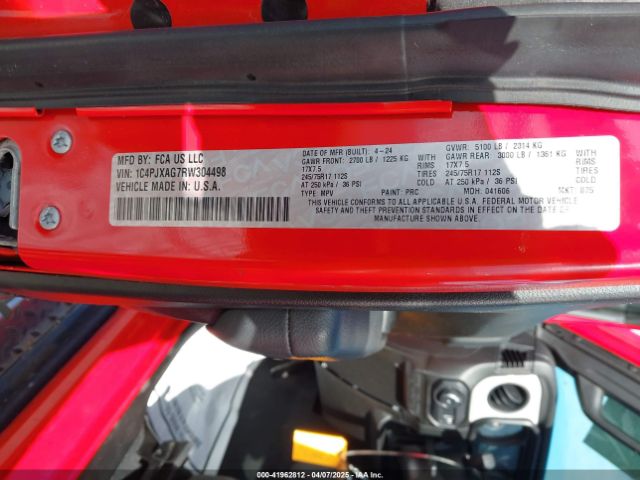 MFD BY: FCA US LLC
VIN: 1C4PJXAG7RW304498
VEHICLE MADE IN: U.S.A.
DATE OF MFR (BUILT) 4-24
GAWR FRONT: 2700 LB / 1225 KG WITH
17X7.5 RIMS
245/75R17 112S TIRES
AT 250 kPa / 36 PSI
TYPE: MPV PAINT: PRC
GVWR: 5100 LB / 2314 KG
GAWR REAR: 3000 LB / 1361 KG WITH
17X7.5 RIMS
245/75R17 112S TIRES
AT 250 kPa / 36 PSI
MDH: 041606 MKT:
THIS VEHICLE CONFORMS TO ALL APPLICABLE U.S.A. FEDERAL MOTOR VEHICLE
SAFETY AND THEFT PREVENTION STANDARDS IN EFFECT ON THE DATE OF
MANUFACTURE SHOWN ABOVE.
000-41962812 - 04/07/2025 - IAAI.COM